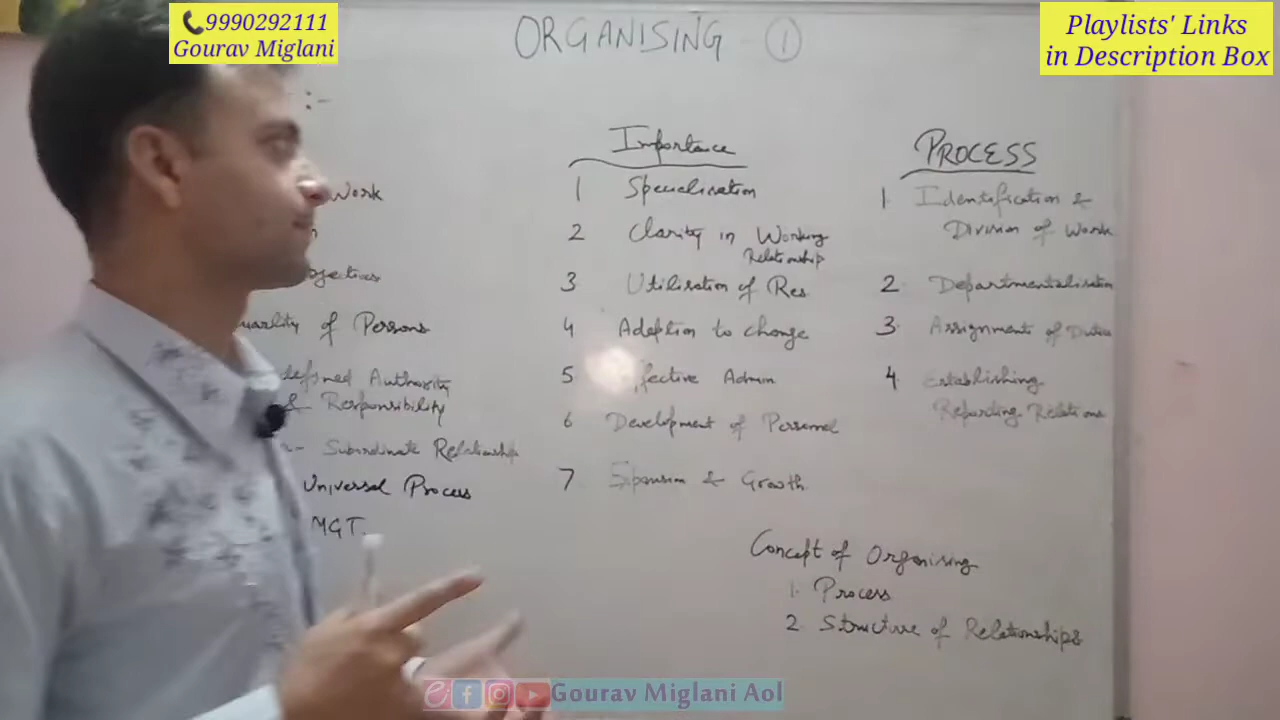 📞9990292111
Gourav Miglani
Playlists' Links
in Description Box
ORGANISING - 1
:-
Work
Objectives
Quality of Persons
defined Authority
& Responsibility
- Subordinate Relationship
Universal Process
MGT.
Importance
1 Specialisation
2 Clarity in Working
Relationship
3 Utilisation of Res
4 Adaption to change
5 Effective Admin
6 Development of Personnel
7 Expansion & Growth
PROCESS
1. Identification &
Division of Work
2 Departmentalisation
3. Assignment of Duties
4. Establishing
Reporting Relations
Concept of Organising
1. Process
2. Structure of Relationships
Gourav Miglani Aol